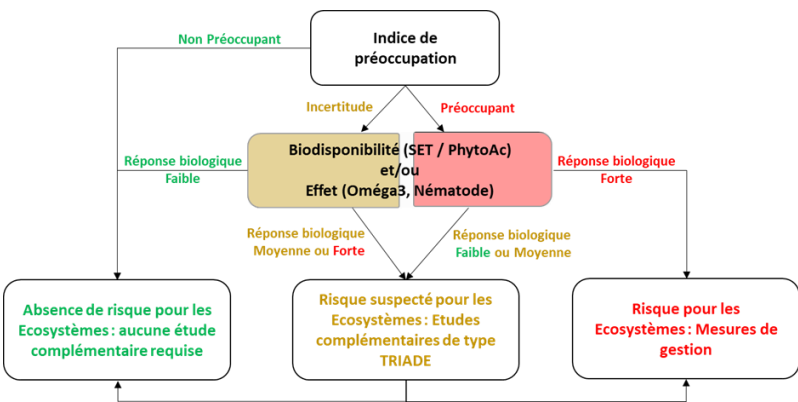 Non Préoccupant
Indice de
préoccupation
Incertitude
Préoccupant
Réponse biologique
Faible
Biodisponibilité (SET / PhytoAc)
et/ou
Effet (Oméga3, Nématode)
Réponse biologique
Forte
Réponse biologique
Moyenne ou Forte
Réponse biologique
Faible ou Moyenne
Absence de risque pour les
Ecosystèmes : aucune étude
complémentaire requise
Risque suspecté pour les
Ecosystèmes : Etudes
complémentaires de type
TRIADE
Risque pour les
Ecosystèmes : Mesures de
gestion